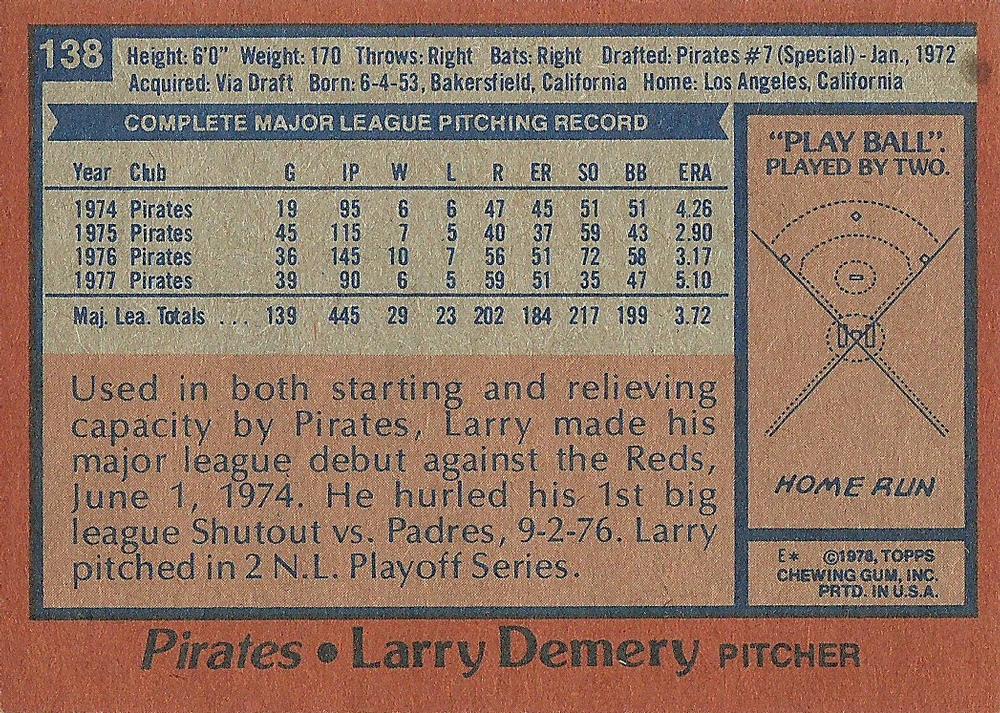 138
Height: 6'0" Weight: 170 Throws: Right Bats: Right Drafted: Pirates #7 (Special) - Jan., 1972
Acquired: Via Draft Born: 6-4-53, Bakersfield, California Home: Los Angeles, California
COMPLETE MAJOR LEAGUE PITCHING RECORD
Year Club G IP W L R ER SO BB ERA
1974 Pirates 19 95 6 6 47 45 51 51 4.26
1975 Pirates 45 115 7 5 40 37 59 43 2.90
1976 Pirates 36 145 10 7 56 51 72 58 3.17
1977 Pirates 39 90 6 5 59 51 35 47 5.10
Maj. Lea. Totals ... 139 445 29 23 202 184 217 199 3.72
Used in both starting and relieving
capacity by Pirates, Larry made his
major league debut against the Reds,
June 1, 1974. He hurled his 1st big
league Shutout vs. Padres, 9-2-76. Larry
pitched in 2 N.L. Playoff Series.
"PLAY BALL".
PLAYED BY TWO.
HOME RUN
E* ©1978, TOPPS
CHEWING GUM, INC.
PRTD. IN U.S.A.
Pirates • Larry Demery PITCHER